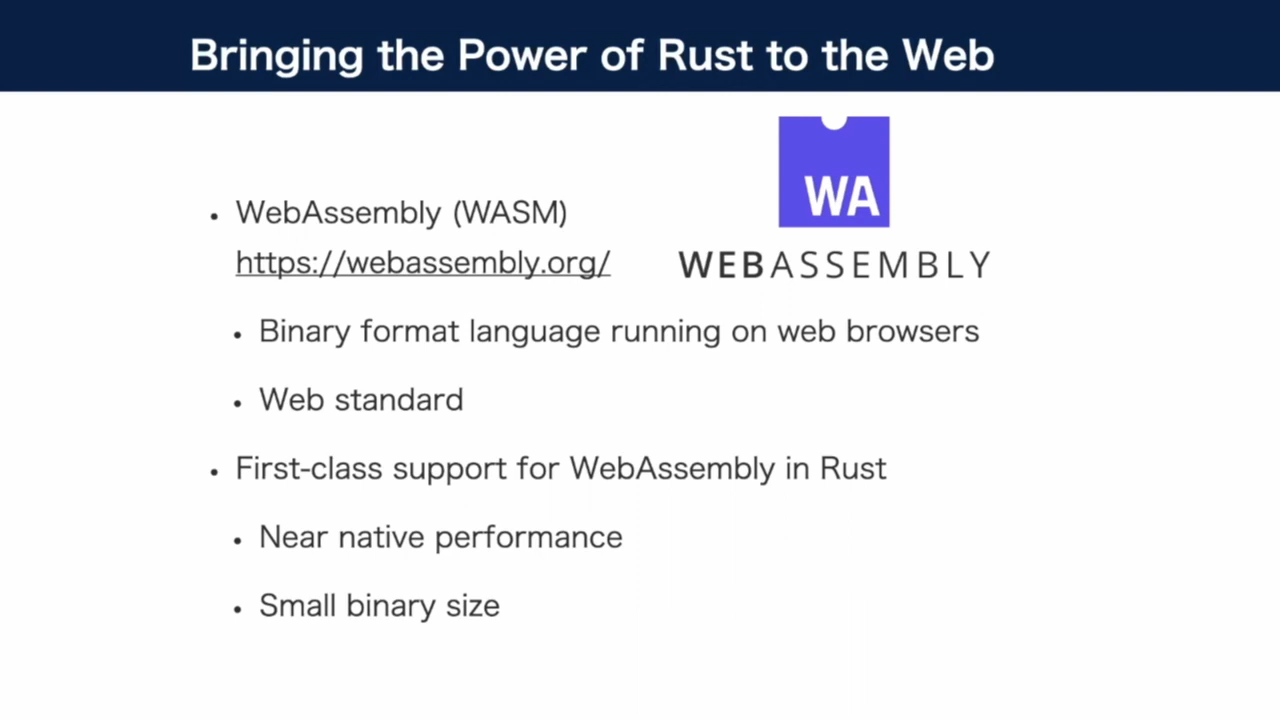 Bringing the Power of Rust to the Web
WA
WEBASSEMBLY
• WebAssembly (WASM)
https://webassembly.org/
• Binary format language running on web browsers
• Web standard
• First-class support for WebAssembly in Rust
• Near native performance
• Small binary size